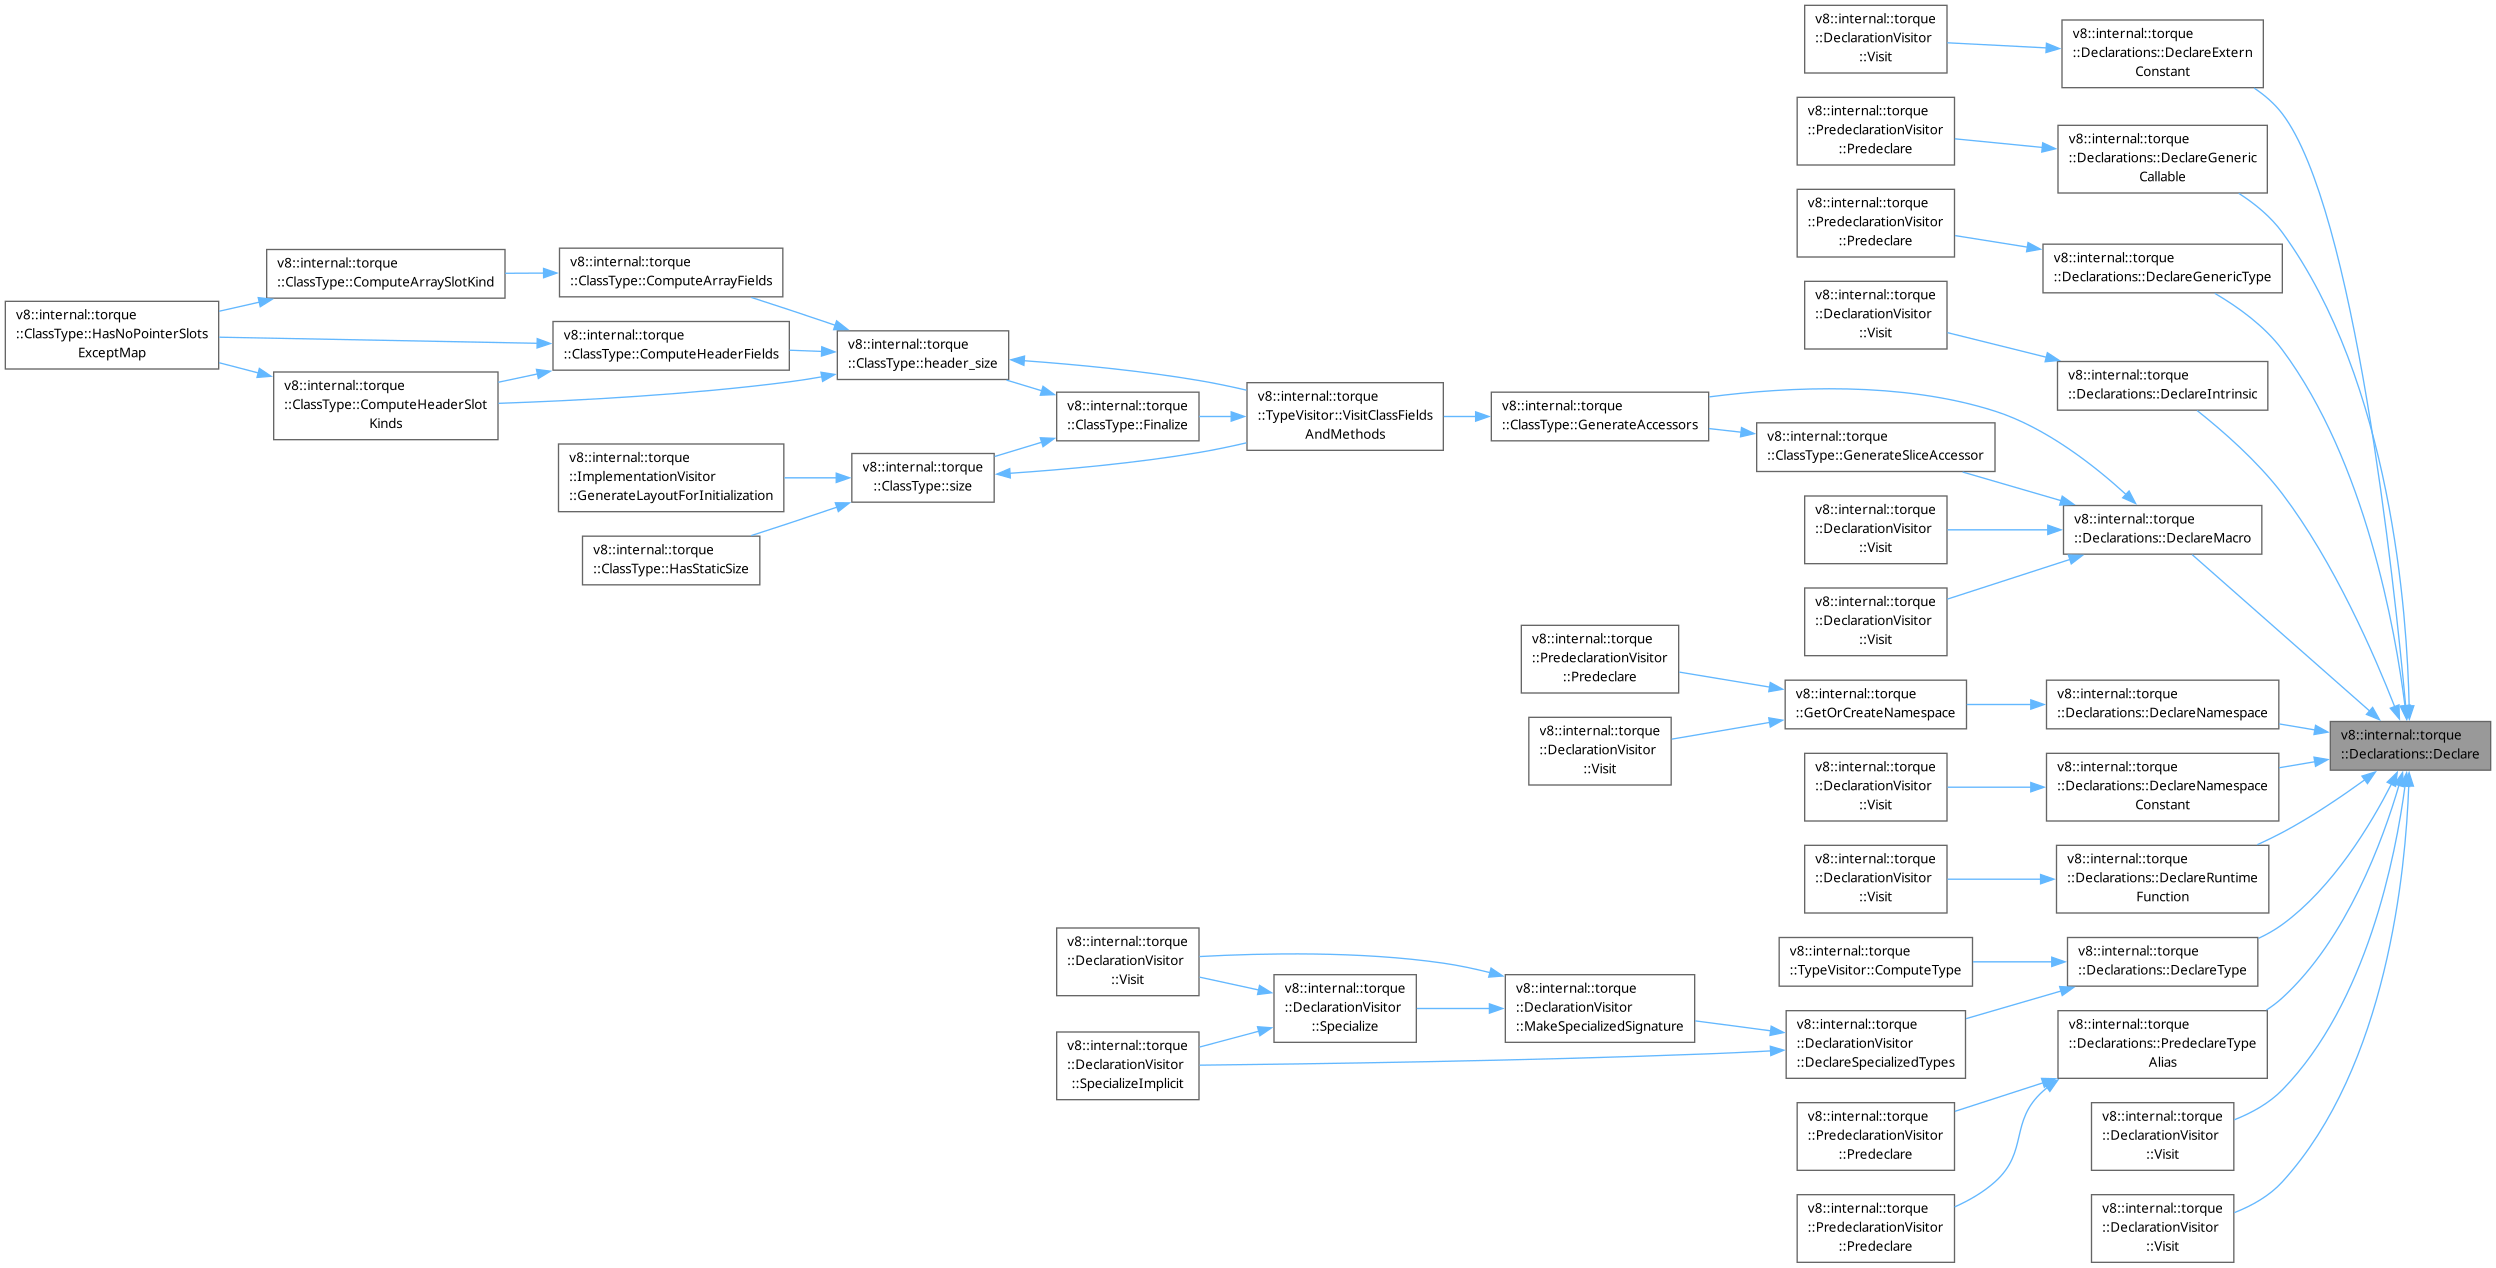 v8::internal::torque
::DeclarationVisitor
::Visit
v8::internal::torque
::Declarations::DeclareExtern
Constant
v8::internal::torque
::PredeclarationVisitor
::Predeclare
v8::internal::torque
::Declarations::DeclareGeneric
Callable
v8::internal::torque
::PredeclarationVisitor
::Predeclare
v8::internal::torque
::Declarations::DeclareGenericType
v8::internal::torque
::ClassType::ComputeArraySlotKind
v8::internal::torque
::ClassType::ComputeArrayFields
v8::internal::torque
::DeclarationVisitor
::Visit
v8::internal::torque
::ClassType::HasNoPointerSlots
ExceptMap
v8::internal::torque
::ClassType::ComputeHeaderFields
v8::internal::torque
::ClassType::header_size
v8::internal::torque
::Declarations::DeclareIntrinsic
v8::internal::torque
::ClassType::ComputeHeaderSlot
Kinds
v8::internal::torque
::ClassType::Finalize
v8::internal::torque
::TypeVisitor::VisitClassFields
AndMethods
v8::internal::torque
::ClassType::GenerateAccessors
v8::internal::torque
::ClassType::GenerateSliceAccessor
v8::internal::torque
::ImplementationVisitor
::GenerateLayoutForInitialization
v8::internal::torque
::ClassType::size
v8::internal::torque
::DeclarationVisitor
::Visit
v8::internal::torque
::Declarations::DeclareMacro
v8::internal::torque
::ClassType::HasStaticSize
v8::internal::torque
::DeclarationVisitor
::Visit
v8::internal::torque
::PredeclarationVisitor
::Predeclare
v8::internal::torque
::GetOrCreateNamespace
v8::internal::torque
::Declarations::DeclareNamespace
v8::internal::torque
::DeclarationVisitor
::Visit
v8::internal::torque
::Declarations::Declare
v8::internal::torque
::DeclarationVisitor
::Visit
v8::internal::torque
::Declarations::DeclareNamespace
Constant
v8::internal::torque
::DeclarationVisitor
::Visit
v8::internal::torque
::Declarations::DeclareRuntime
Function
v8::internal::torque
::DeclarationVisitor
::Visit
v8::internal::torque
::TypeVisitor::ComputeType
v8::internal::torque
::Declarations::DeclareType
v8::internal::torque
::DeclarationVisitor
::Specialize
v8::internal::torque
::DeclarationVisitor
::MakeSpecializedSignature
v8::internal::torque
::DeclarationVisitor
::SpecializeImplicit
v8::internal::torque
::DeclarationVisitor
::DeclareSpecializedTypes
v8::internal::torque
::Declarations::PredeclareType
Alias
v8::internal::torque
::PredeclarationVisitor
::Predeclare
v8::internal::torque
::DeclarationVisitor
::Visit
v8::internal::torque
::PredeclarationVisitor
::Predeclare
v8::internal::torque
::DeclarationVisitor
::Visit